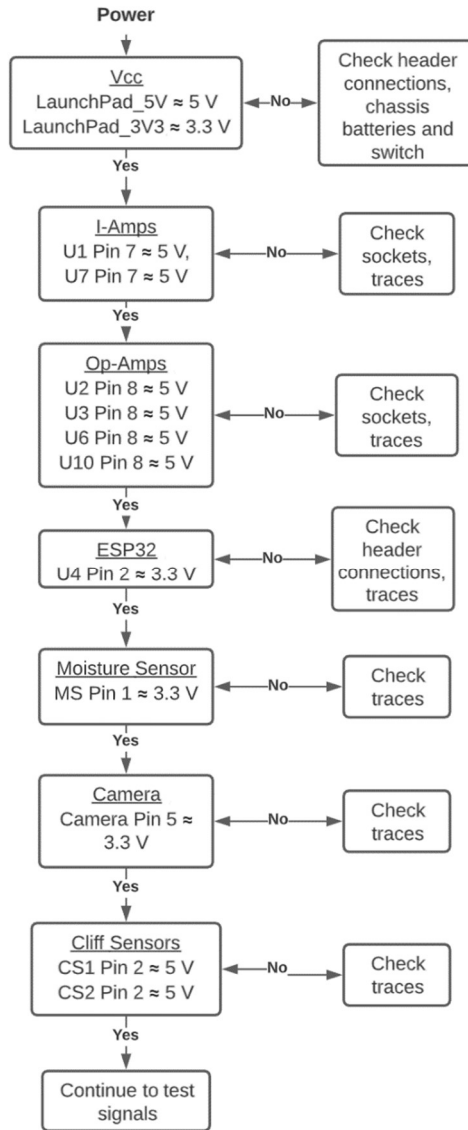 Power
Vcc
LaunchPad_5V ≈ 5 V
LaunchPad_3V3 ≈ 3.3 V
No
Check header
connections,
chassis
batteries and
switch
Yes
I-Amps
U1 Pin 7 ≈ 5 V,
U7 Pin 7 ≈ 5 V
No
Check
sockets,
traces
Yes
Op-Amps
U2 Pin 8 ≈ 5 V
U3 Pin 8 ≈ 5 V
U6 Pin 8 ≈ 5 V
U10 Pin 8 ≈ 5 V
No
Check
sockets,
traces
Yes
ESP32
U4 Pin 2 ≈ 3.3 V
No
Check
header
connections,
traces
Yes
Moisture Sensor
MS Pin 1 ≈ 3.3 V
No
Check
traces
Yes
Camera
Camera Pin 5 ≈
3.3 V
No
Check
traces
Yes
Cliff Sensors
CS1 Pin 2 ≈ 5 V
CS2 Pin 2 ≈ 5 V
No
Check
traces
Yes
Continue to test
signals